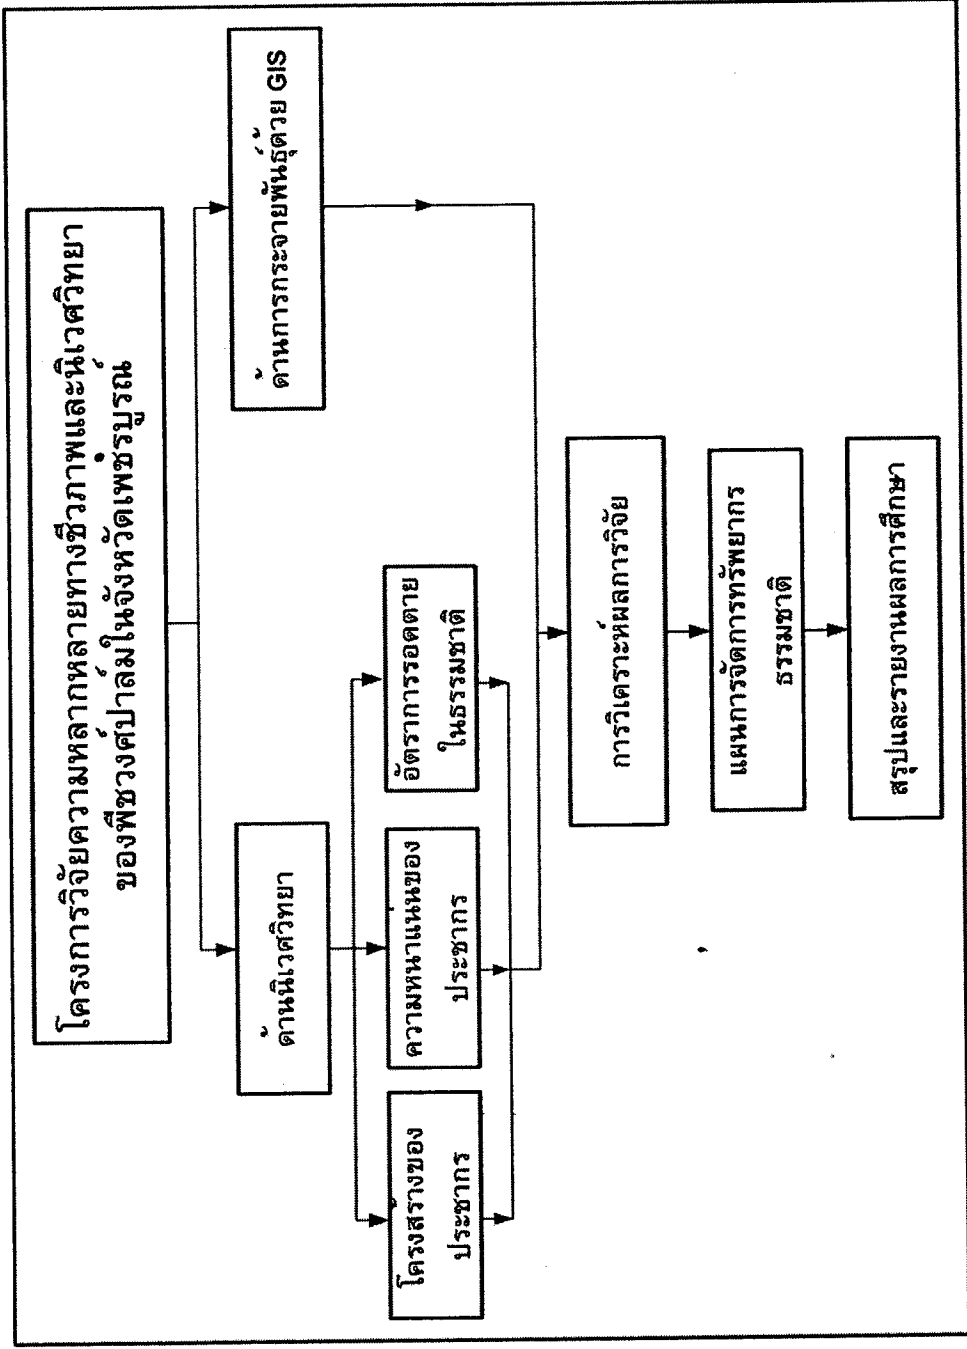 โครงการวิจัยความหลากหลายทางชีวภาพและนิเวศวิทยา
ของพืชวงศ์ปาล์มในจังหวัดเพชรบูรณ์
ด้านนิเวศวิทยา
ด้านการกระจายพันธุ์ด้วย GIS
โครงสร้างของ
ประชากร
ความหนาแน่นของ
ประชากร
อัตราการรอดตาย
ในธรรมชาติ
การวิเคราะห์ผลการวิจัย
แผนการจัดการทรัพยากร
ธรรมชาติ
สรุปและรายงานผลการศึกษา